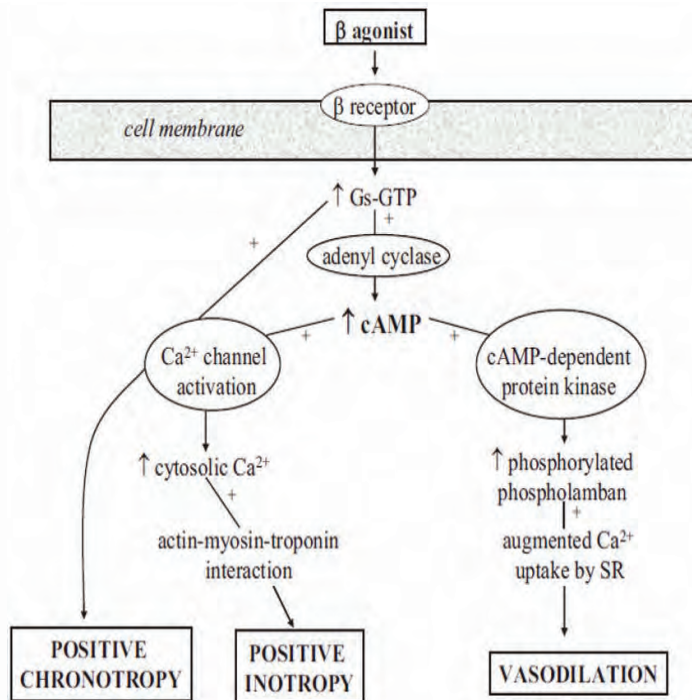 β agonist
β receptor
cell membrane
↑ Gs-GTP
+
+
adenyl cyclase
↑ cAMP
+
+
Ca²⁺ channel
activation
cAMP-dependent
protein kinase
↑ cytosolic Ca²⁺
+
↑ phosphorylated
phospholamban
+
actin-myosin-troponin
interaction
augmented Ca²⁺
uptake by SR
POSITIVE
CHRONOTROPY
POSITIVE
INOTROPY
VASODILATION